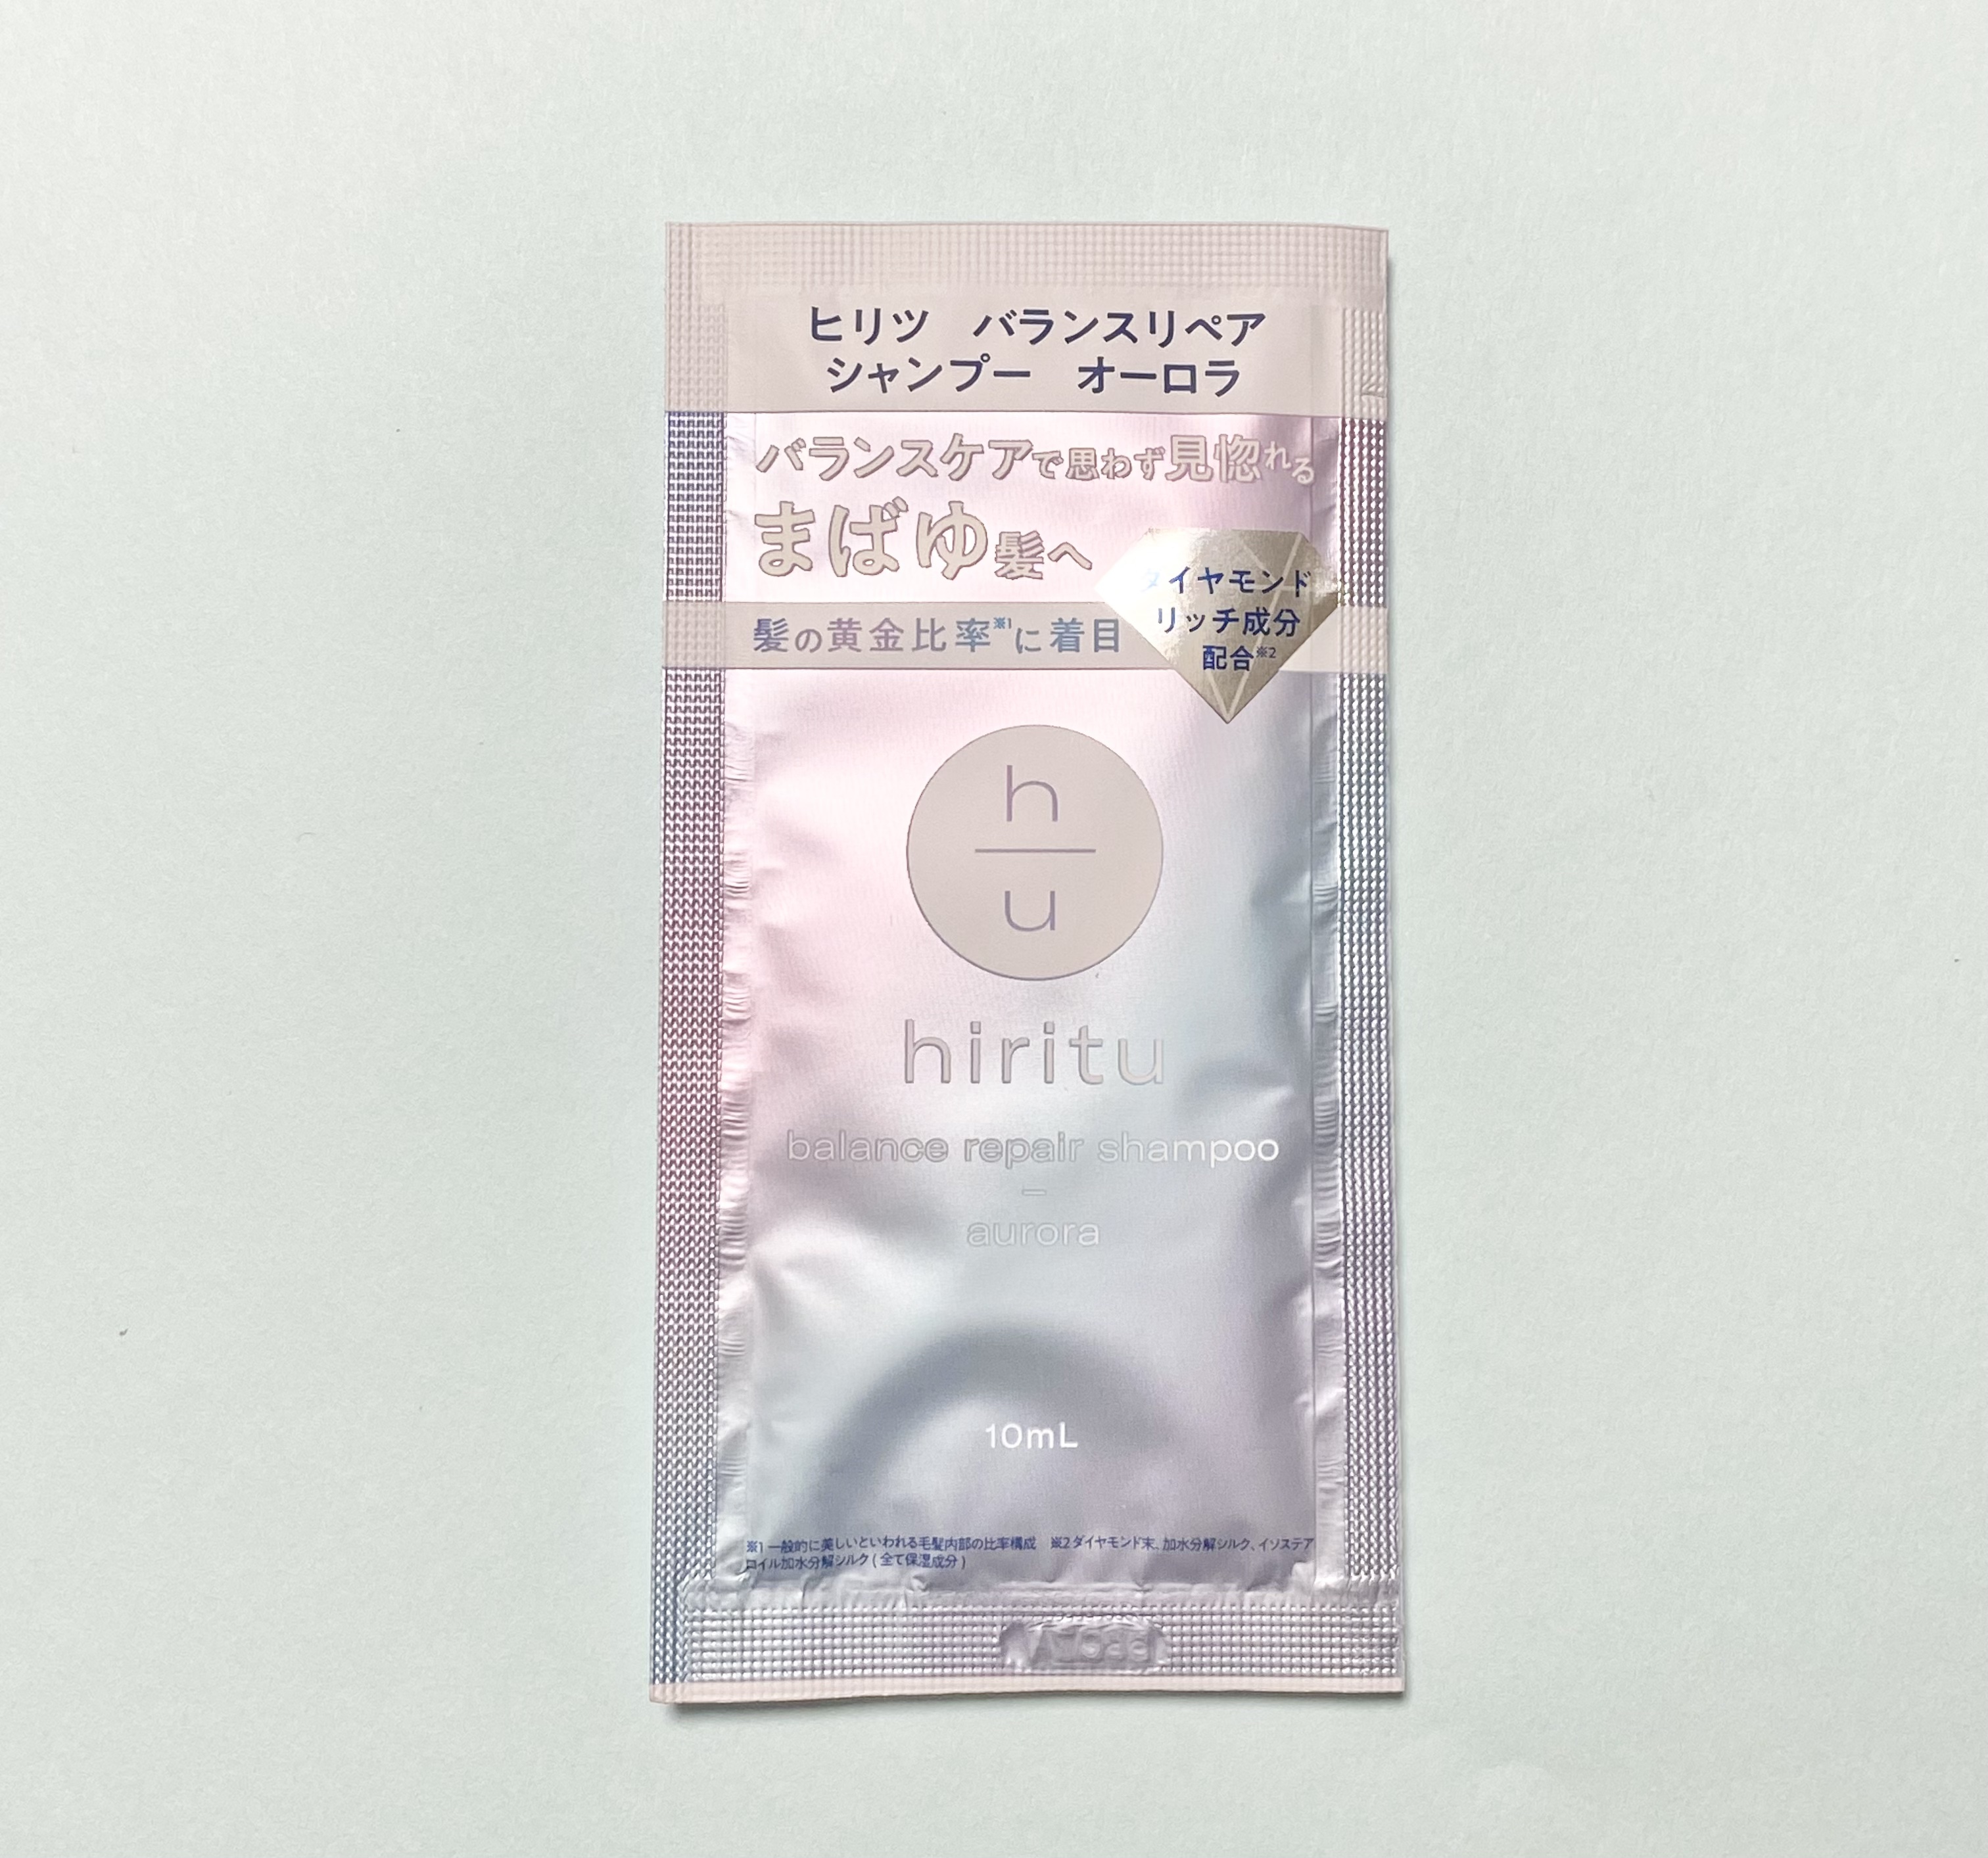 ヒリツ　バランスリペア
シャンプー　オーロラ
バランスケアで思わず見惚れる
まばゆ髪へ
髪の黄金比率※1に着目
ダイヤモンド
リッチ成分
配合※2
h
u
hiritu
balance repair shampoo
–
aurora
10mL
※1 一般的に美しいといわれる毛髪内部の比率構成　※2 ダイヤモンド末、加水分解シルク、イソステア
ロイル加水分解シルク ( 全て保湿成分 )